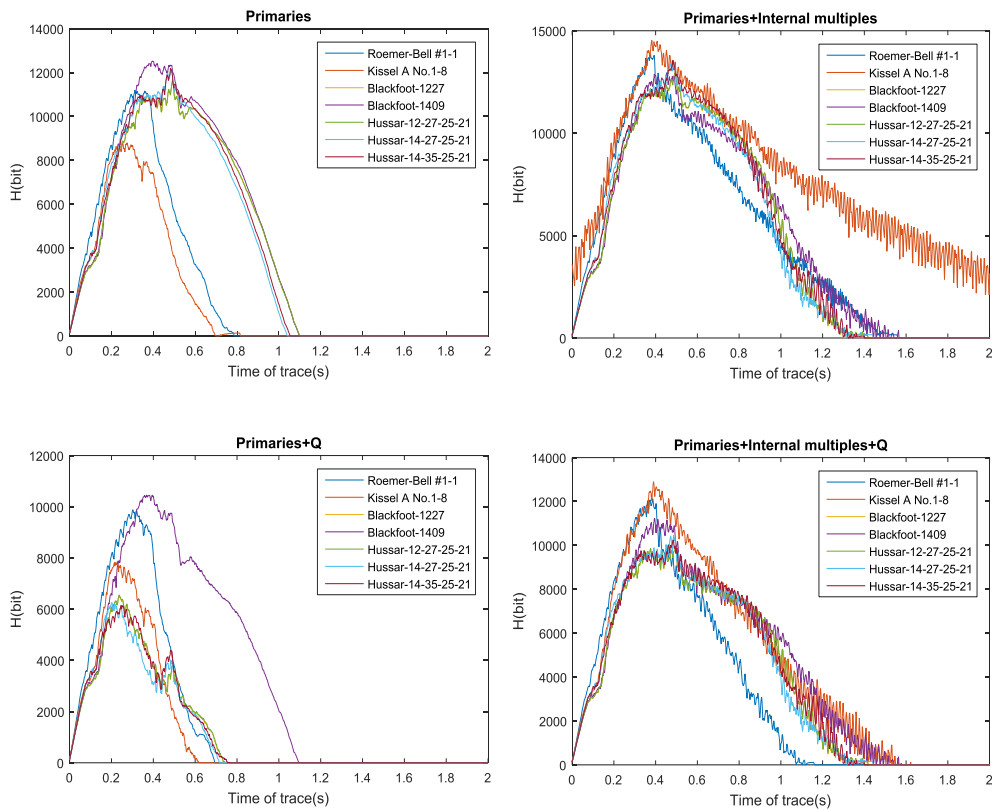 Primaries
H(bit)
14000
12000
10000
8000
6000
4000
2000
0
0 0.2 0.4 0.6 0.8 1 1.2 1.4 1.6 1.8 2
Time of trace(s)
Roemer-Bell #1-1
Kissel A No.1-8
Blackfoot-1227
Blackfoot-1409
Hussar-12-27-25-21
Hussar-14-27-25-21
Hussar-14-35-25-21
Primaries+Internal multiples
H(bit)
15000
10000
5000
0
0 0.2 0.4 0.6 0.8 1 1.2 1.4 1.6 1.8 2
Time of trace(s)
Roemer-Bell #1-1
Kissel A No.1-8
Blackfoot-1227
Blackfoot-1409
Hussar-12-27-25-21
Hussar-14-27-25-21
Hussar-14-35-25-21
Primaries+Q
H(bit)
12000
10000
8000
6000
4000
2000
0
0 0.2 0.4 0.6 0.8 1 1.2 1.4 1.6 1.8 2
Time of trace(s)
Roemer-Bell #1-1
Kissel A No.1-8
Blackfoot-1227
Blackfoot-1409
Hussar-12-27-25-21
Hussar-14-27-25-21
Hussar-14-35-25-21
Primaries+Internal multiples+Q
H(bit)
14000
12000
10000
8000
6000
4000
2000
0
0 0.2 0.4 0.6 0.8 1 1.2 1.4 1.6 1.8 2
Time of trace(s)
Roemer-Bell #1-1
Kissel A No.1-8
Blackfoot-1227
Blackfoot-1409
Hussar-12-27-25-21
Hussar-14-27-25-21
Hussar-14-35-25-21